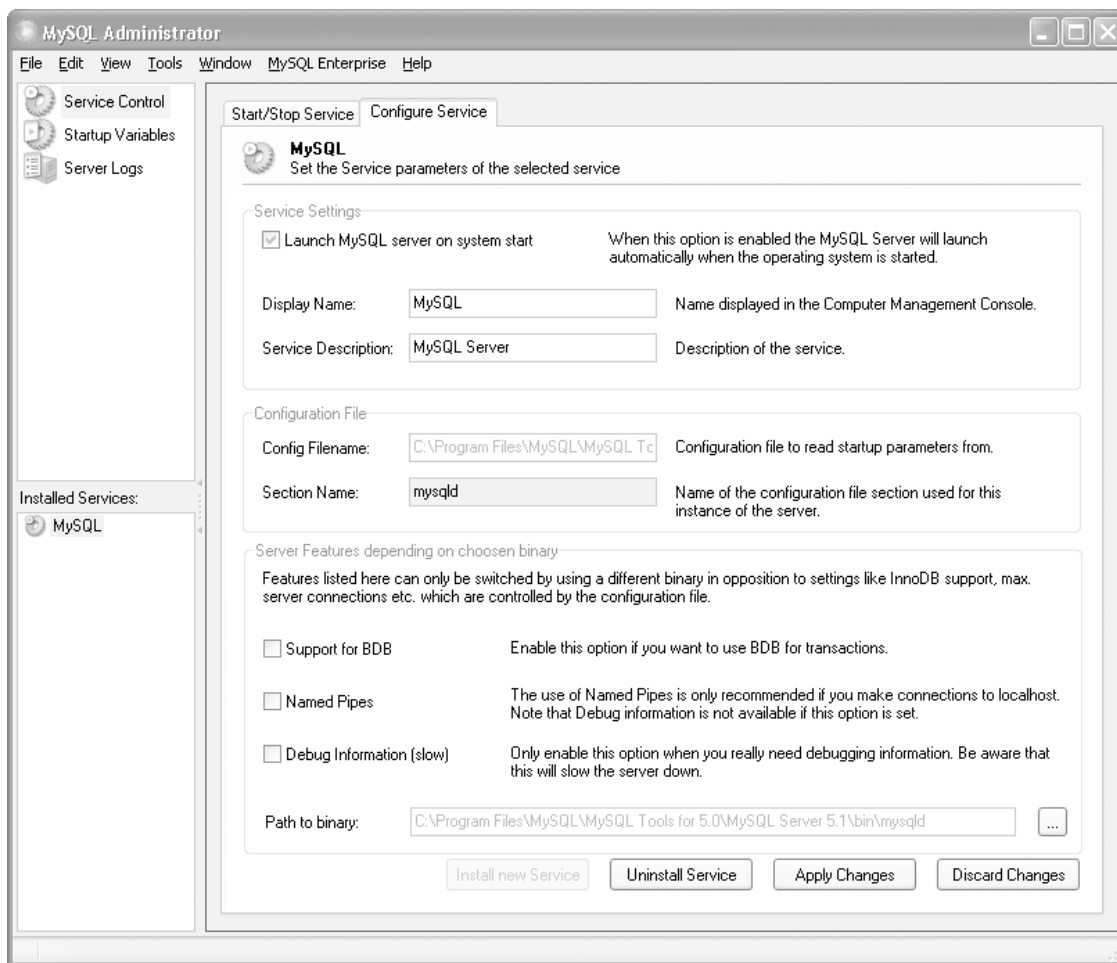 MySQL Administrator
File Edit View Tools Window MySQL Enterprise Help
Service Control
Startup Variables
Server Logs
Installed Services:
MySQL
Start/Stop Service Configure Service
MySQL
Set the Service parameters of the selected service
Service Settings
Launch MySQL server on system start
When this option is enabled the MySQL Server will launch
automatically when the operating system is started.
Display Name: MySQL Name displayed in the Computer Management Console.
Service Description: MySQL Server Description of the service.
Configuration File
Config Filename: C:\Program Files\MySQL\MySQL Tc Configuration file to read startup parameters from.
Section Name: mysqld Name of the configuration file section used for this
instance of the server.
Server Features depending on choosen binary
Features listed here can only be switched by using a different binary in opposition to settings like InnoDB support, max.
server connections etc. which are controlled by the configuration file.
Support for BDB Enable this option if you want to use BDB for transactions.
Named Pipes The use of Named Pipes is only recommended if you make connections to localhost.
Note that Debug information is not available if this option is set.
Debug Information (slow) Only enable this option when you really need debugging information. Be aware that
this will slow the server down.
Path to binary: C:\Program Files\MySQL\MySQL Tools for 5.0\MySQL Server 5.1\bin\mysqld ...
Install new Service Uninstall Service Apply Changes Discard Changes